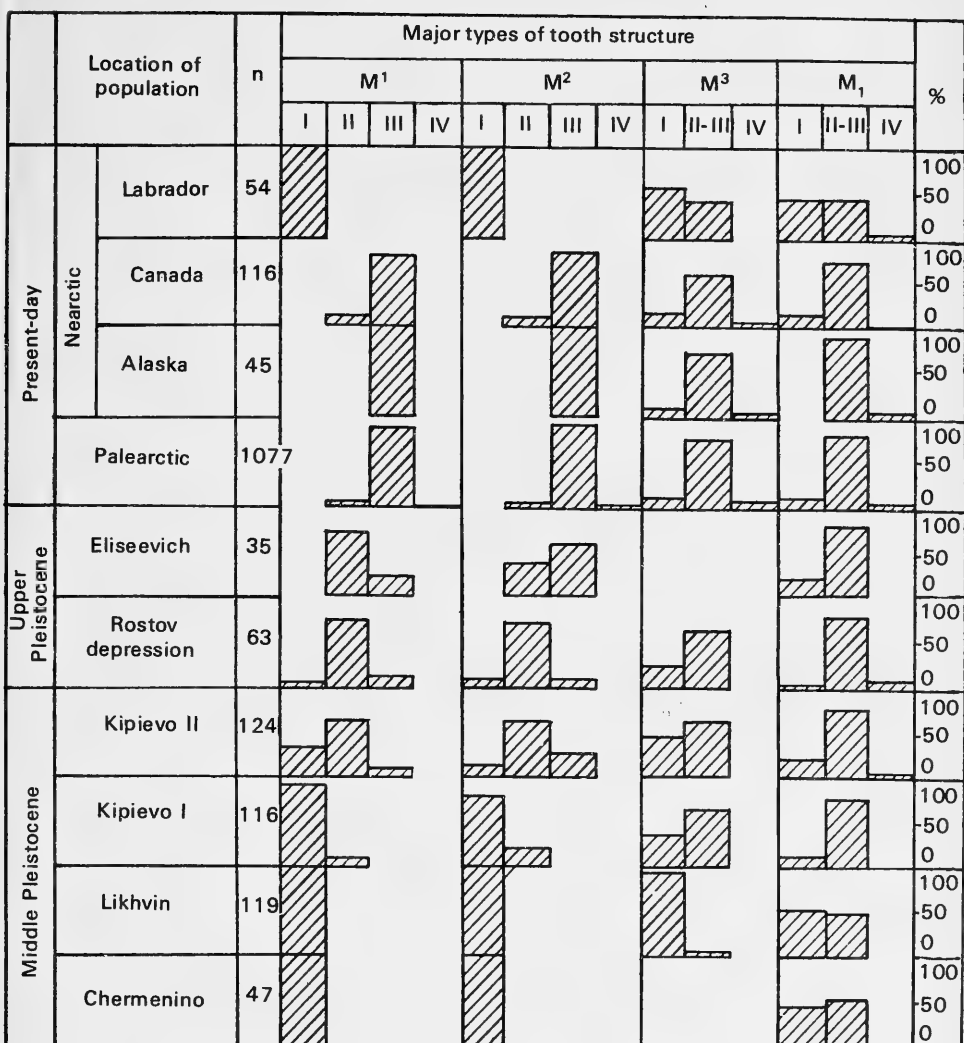 Location of population n Major types of tooth structure %
M¹ M² M³ M₁
I II III IV I II III IV I II-III IV I II-III IV
Present-day
Nearctic
Labrador 54 100 50 0
Canada 116 100 50 0
Alaska 45 100 50 0
Palearctic 1077 100 50 0
Upper Pleistocene
Eliseevich 35 100 50 0
Rostov depression 63 100 50 0
Middle Pleistocene
Kipievo II 124 100 50 0
Kipievo I 116 100 50 0
Likhvin 119 100 50 0
Chermenino 47 100 50 0